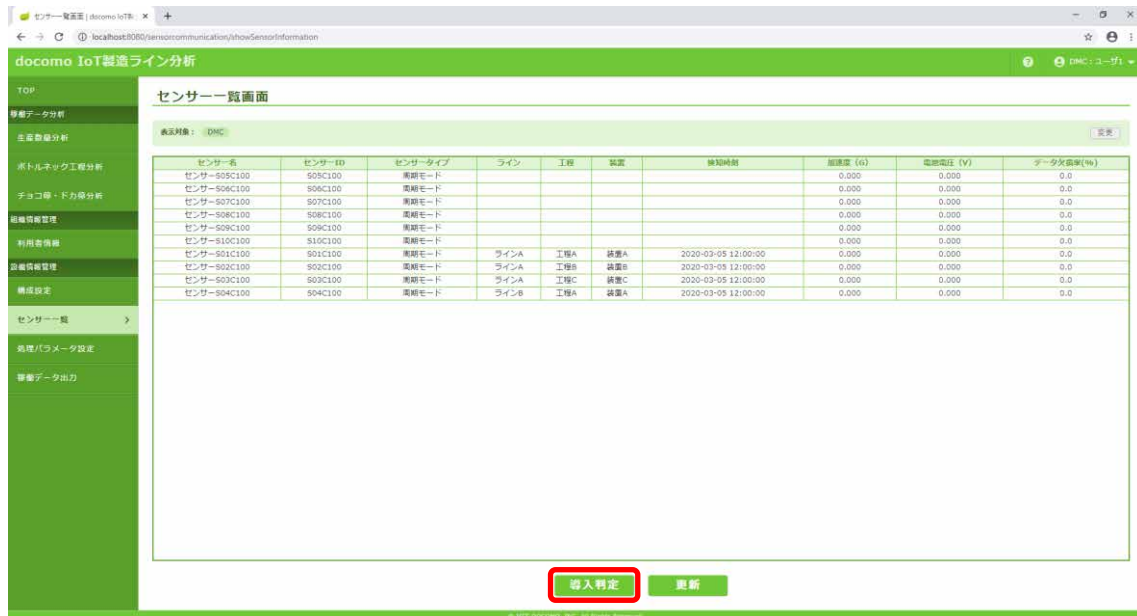 センサー一覧画面 | docomo IoT製
localhost:8080/sensorcommunication/showSensorInformation
docomo IoT製造ライン分析
DMC：ユーザ1
TOP
稼働データ分析
生産数量分析
ボトルネック工程分析
チョコ停・ドカ停分析
組織情報管理
利用者情報
設備情報管理
構成設定
センサー一覧
処理パラメータ設定
稼働データ出力
センサー一覧画面
表示対象： DMC 変更
センサー名 センサーID センサータイプ ライン 工程 装置 検知時刻 加速度（G） 電池電圧（V） データ欠損率(%)
センサーS05C100 S05C100 周期モード 0.000 0.000 0.0
センサーS06C100 S06C100 周期モード 0.000 0.000 0.0
センサーS07C100 S07C100 周期モード 0.000 0.000 0.0
センサーS08C100 S08C100 周期モード 0.000 0.000 0.0
センサーS09C100 S09C100 周期モード 0.000 0.000 0.0
センサーS10C100 S10C100 周期モード 0.000 0.000 0.0
センサーS01C100 S01C100 周期モード ラインA 工程A 装置A 2020-03-05 12:00:00 0.000 0.000 0.0
センサーS02C100 S02C100 周期モード ラインA 工程B 装置B 2020-03-05 12:00:00 0.000 0.000 0.0
センサーS03C100 S03C100 周期モード ラインA 工程C 装置C 2020-03-05 12:00:00 0.000 0.000 0.0
センサーS04C100 S04C100 周期モード ラインB 工程A 装置A 2020-03-05 12:00:00 0.000 0.000 0.0
導入判定 更新